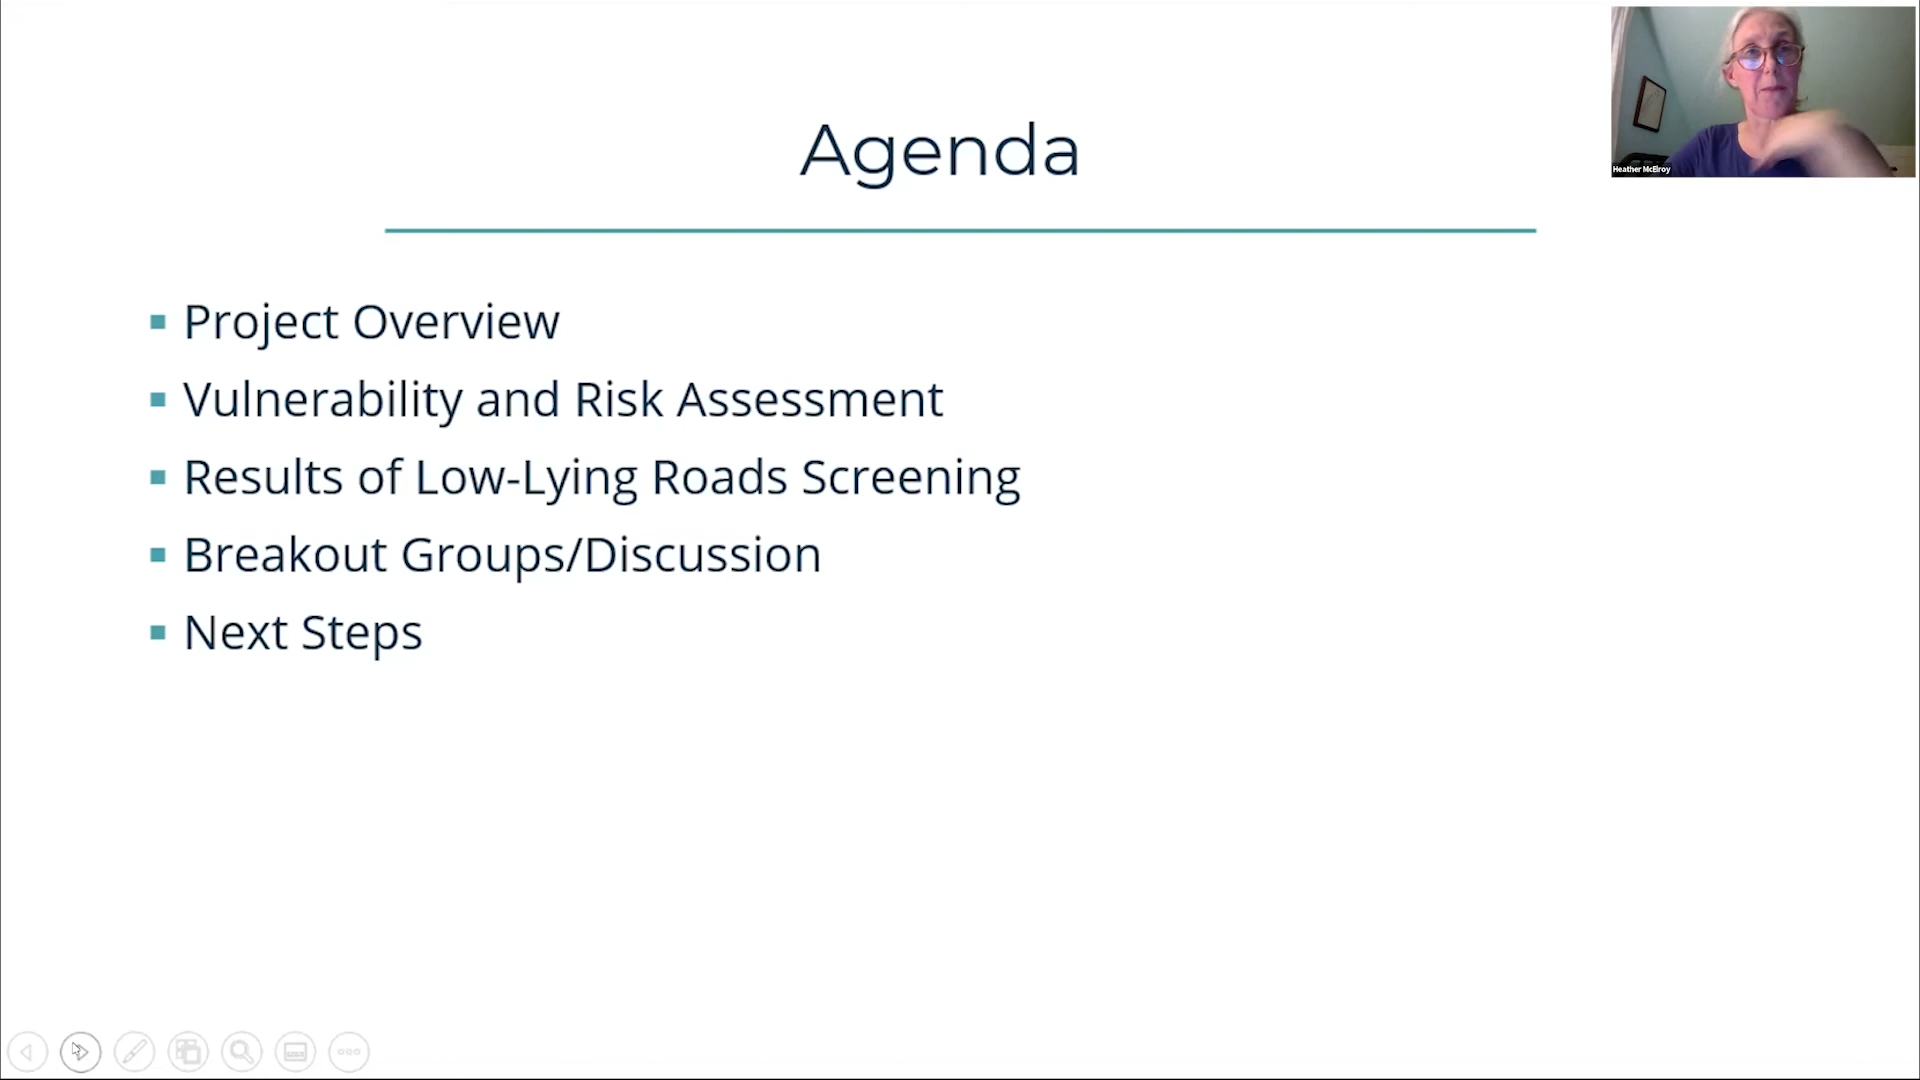 Agenda
Heather McElroy
Project Overview
Vulnerability and Risk Assessment
Results of Low-Lying Roads Screening
Breakout Groups/Discussion
Next Steps